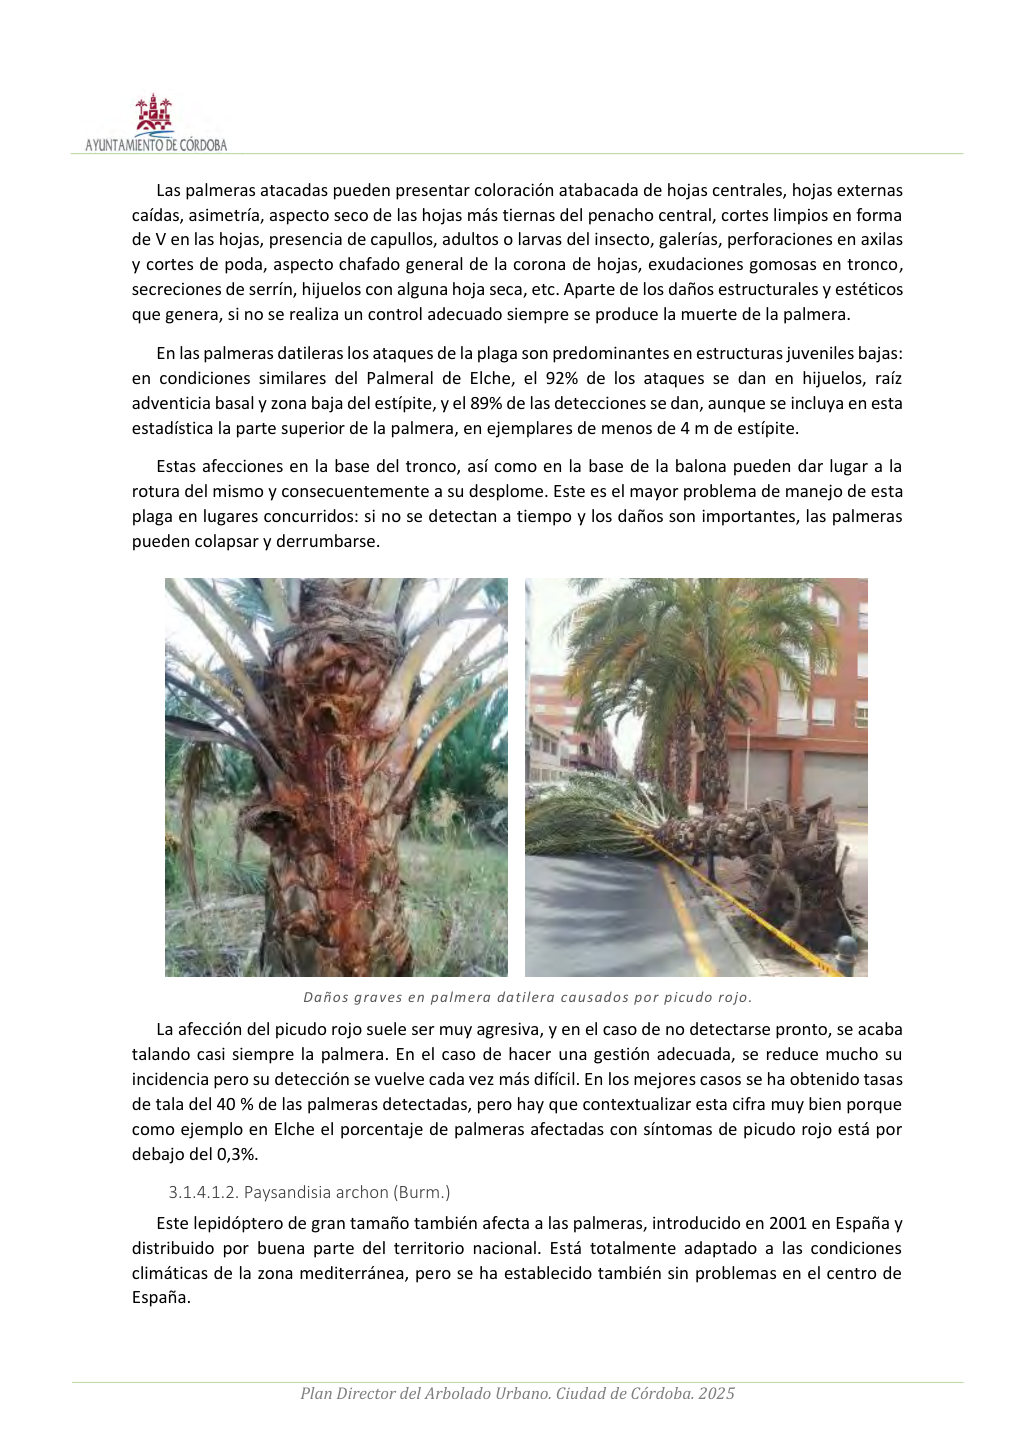 AYUNTAMIENTO DE CÓRDOBA
Las palmeras atacadas pueden presentar coloración atabacada de hojas centrales, hojas externas
caídas, asimetría, aspecto seco de las hojas más tiernas del penacho central, cortes limpios en forma
de V en las hojas, presencia de capullos, adultos o larvas del insecto, galerías, perforaciones en axilas
y cortes de poda, aspecto chafado general de la corona de hojas, exudaciones gomosas en tronco,
secreciones de serrín, hijuelos con alguna hoja seca, etc. Aparte de los daños estructurales y estéticos
que genera, si no se realiza un control adecuado siempre se produce la muerte de la palmera.
En las palmeras datileras los ataques de la plaga son predominantes en estructuras juveniles bajas:
en condiciones similares del Palmeral de Elche, el 92% de los ataques se dan en hijuelos, raíz
adventicia basal y zona baja del estípite, y el 89% de las detecciones se dan, aunque se incluya en esta
estadística la parte superior de la palmera, en ejemplares de menos de 4 m de estípite.
Estas afecciones en la base del tronco, así como en la base de la balona pueden dar lugar a la
rotura del mismo y consecuentemente a su desplome. Este es el mayor problema de manejo de esta
plaga en lugares concurridos: si no se detectan a tiempo y los daños son importantes, las palmeras
pueden colapsar y derrumbarse.
Daños graves en palmera datilera causados por picudo rojo.
La afección del picudo rojo suele ser muy agresiva, y en el caso de no detectarse pronto, se acaba
talando casi siempre la palmera. En el caso de hacer una gestión adecuada, se reduce mucho su
incidencia pero su detección se vuelve cada vez más difícil. En los mejores casos se ha obtenido tasas
de tala del 40 % de las palmeras detectadas, pero hay que contextualizar esta cifra muy bien porque
como ejemplo en Elche el porcentaje de palmeras afectadas con síntomas de picudo rojo está por
debajo del 0,3%.
3.1.4.1.2. Paysandisia archon (Burm.)
Este lepidóptero de gran tamaño también afecta a las palmeras, introducido en 2001 en España y
distribuido por buena parte del territorio nacional. Está totalmente adaptado a las condiciones
climáticas de la zona mediterránea, pero se ha establecido también sin problemas en el centro de
España.
Plan Director del Arbolado Urbano. Ciudad de Córdoba. 2025